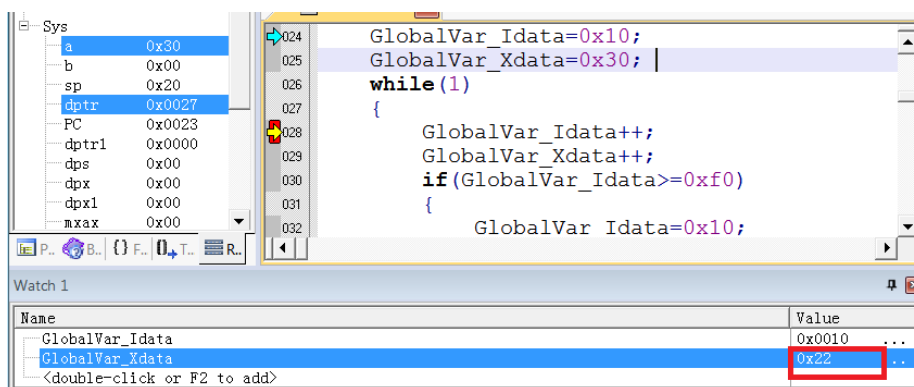 Sys
a 0x30
b 0x00
sp 0x20
dptr 0x0027
PC 0x0023
dptr1 0x0000
dps 0x00
dpx 0x00
dpx1 0x00
mxax 0x00
P.. B.. {} F.. 0 T.. R..
024 GlobalVar_Idata=0x10;
025 GlobalVar_Xdata=0x30;
026 while(1)
027 {
028 GlobalVar_Idata++;
029 GlobalVar_Xdata++;
030 if(GlobalVar_Idata>=0xf0)
031 {
032 GlobalVar_Idata=0x10;
Watch 1
Name Value
GlobalVar_Idata 0x0010 ...
GlobalVar_Xdata 0x22 ..
<double-click or F2 to add>